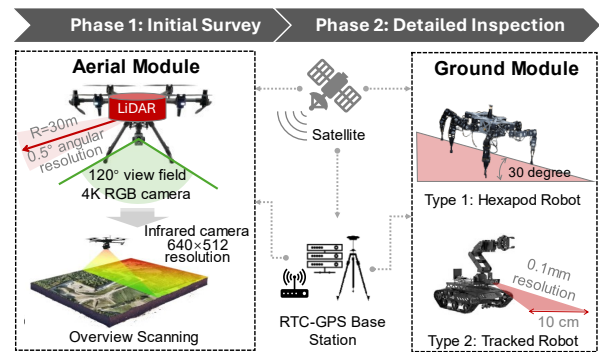 Phase 1: Initial Survey
Phase 2: Detailed Inspection
Aerial Module
LiDAR
R=30m
0.5° angular
resolution
120° view field
4K RGB camera
Infrared camera
640×512
resolution
Overview Scanning
Satellite
RTC-GPS Base
Station
Ground Module
30 degree
Type 1: Hexapod Robot
0.1mm
resolution
10 cm
Type 2: Tracked Robot